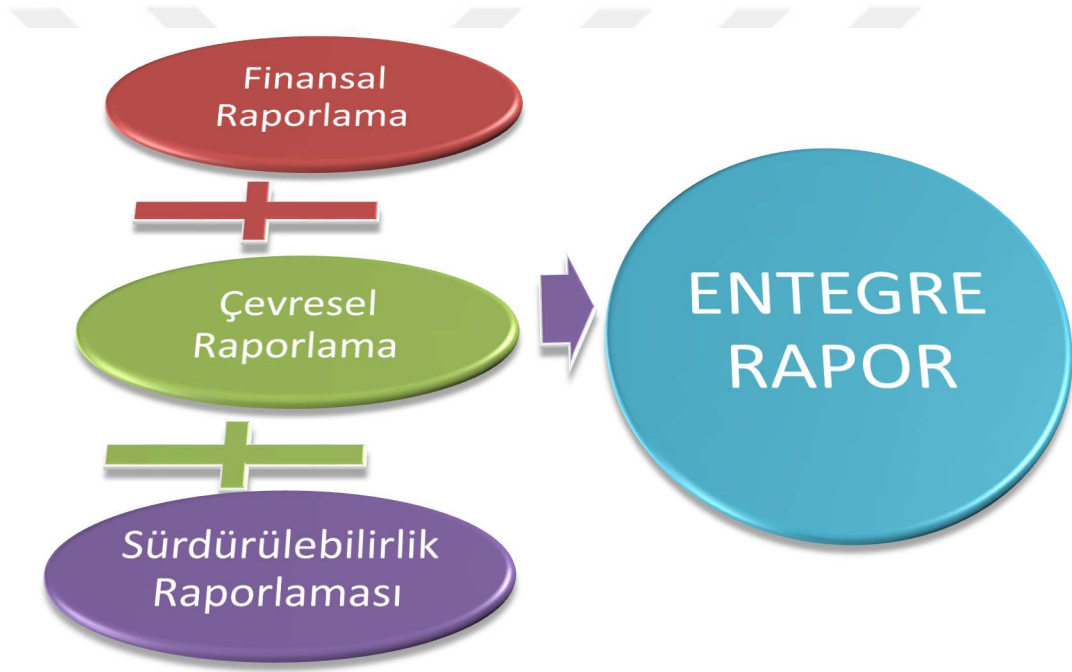 Finansal
Raporlama
Çevresel
Raporlama
Sürdürülebilirlik
Raporlaması
ENTEGRE
RAPOR